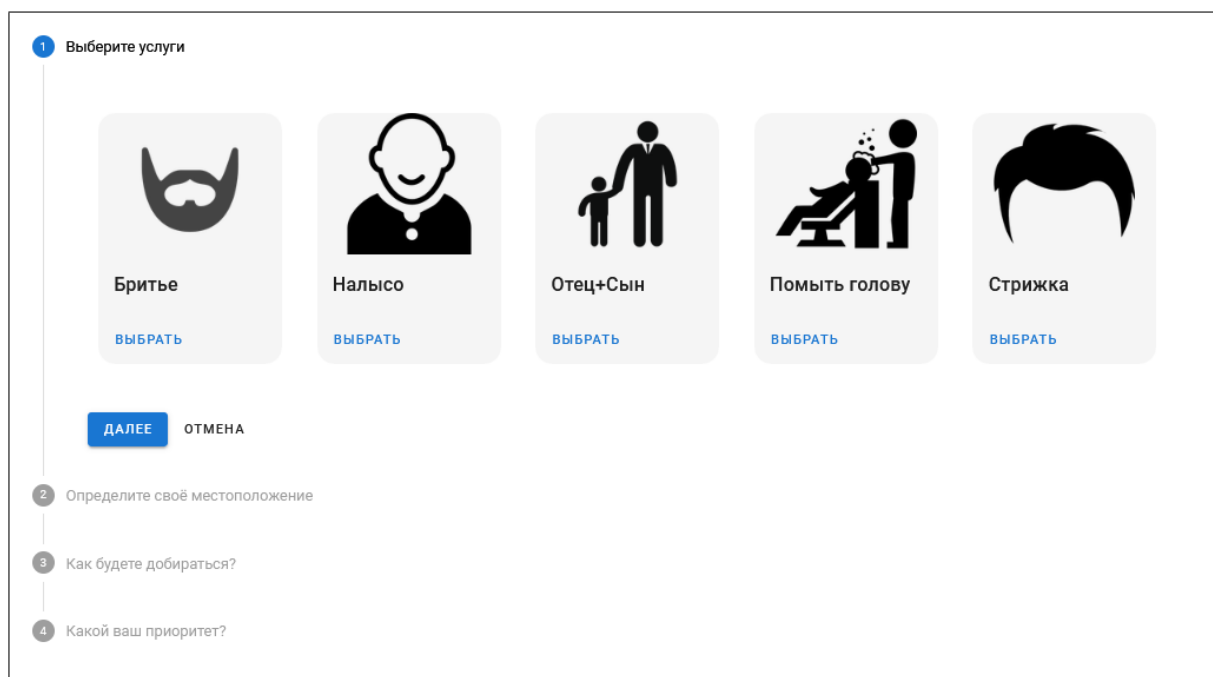 1 Выберите услуги
Бритье Налысо Отец+Сын Помыть голову Стрижка
ВЫБРАТЬ ВЫБРАТЬ ВЫБРАТЬ ВЫБРАТЬ ВЫБРАТЬ
ДАЛЕЕ ОТМЕНА
2 Определите своё местоположение
3 Как будете добираться?
4 Какой ваш приоритет?